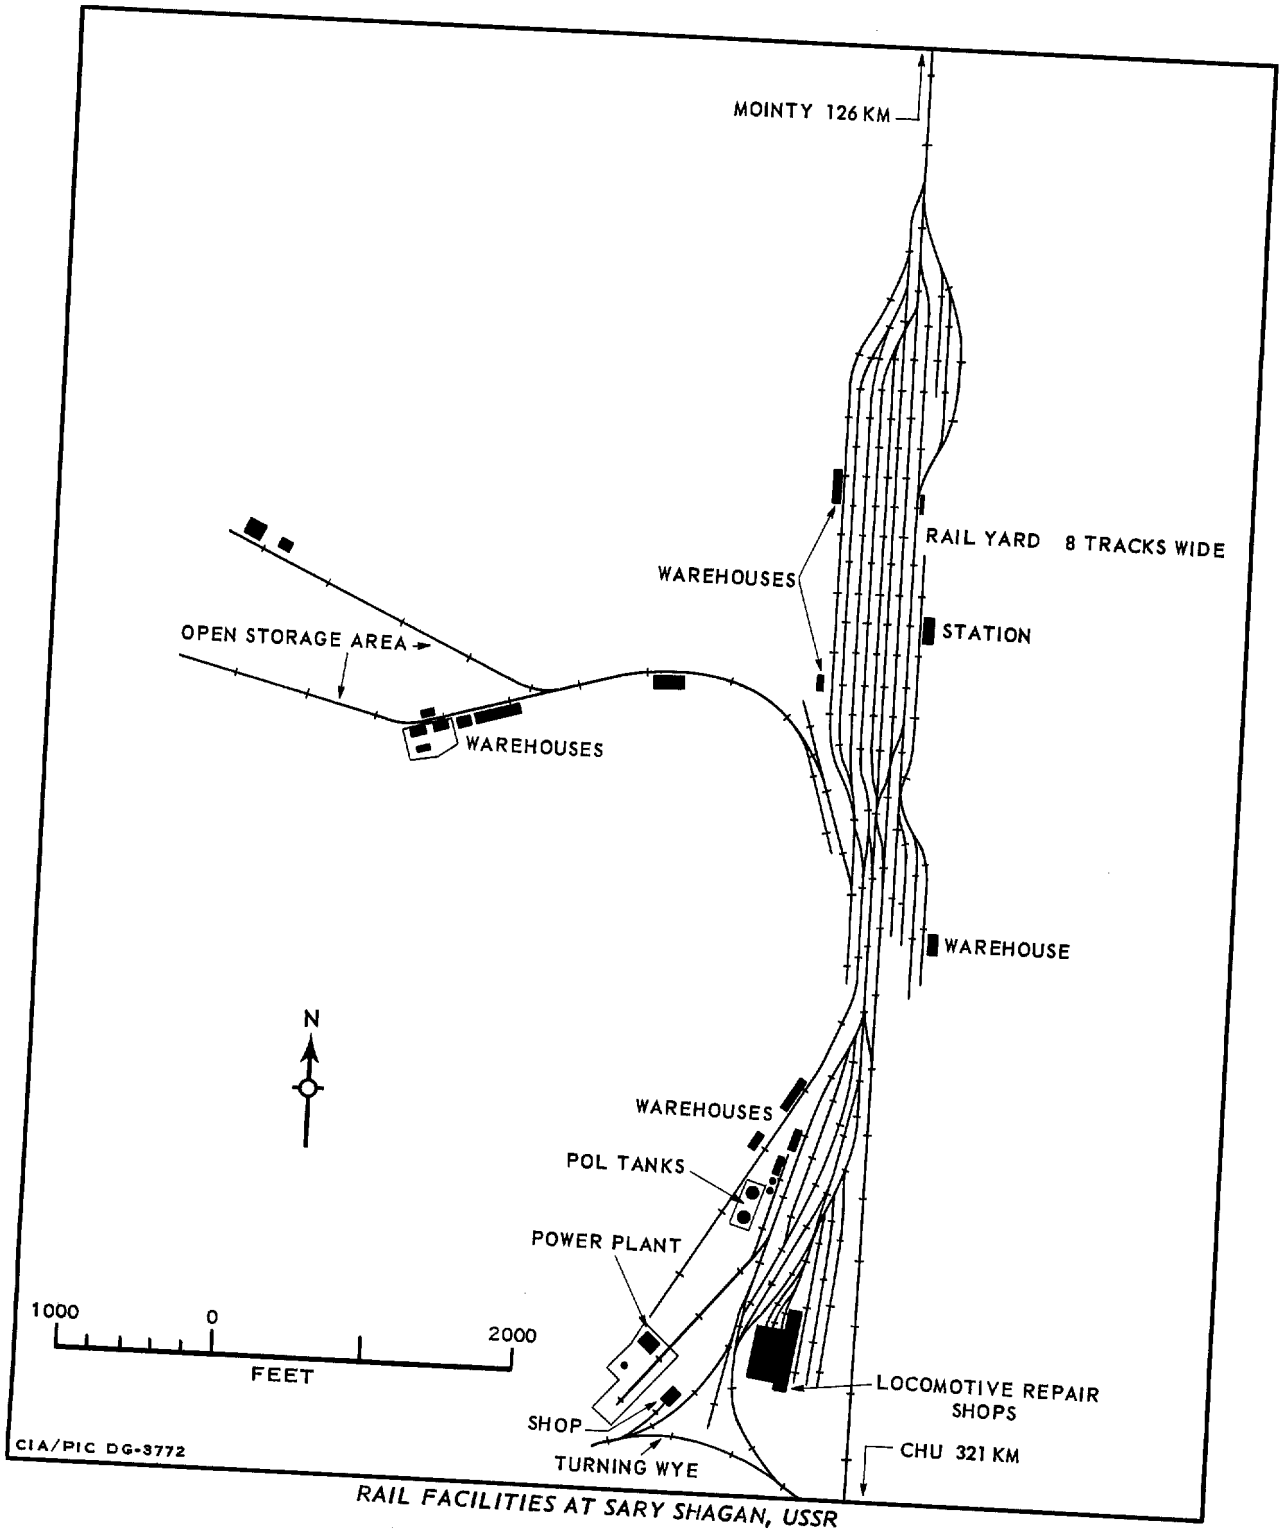 MOINTY 126 KM
RAIL YARD 8 TRACKS WIDE
WAREHOUSES
STATION
OPEN STORAGE AREA
WAREHOUSES
WAREHOUSE
N
WAREHOUSES
POL TANKS
POWER PLANT
1000 0 2000
FEET
LOCOMOTIVE REPAIR
SHOPS
SHOP
CHU 321 KM
TURNING WYE
CIA/PIC DG-3772
RAIL FACILITIES AT SARY SHAGAN, USSR